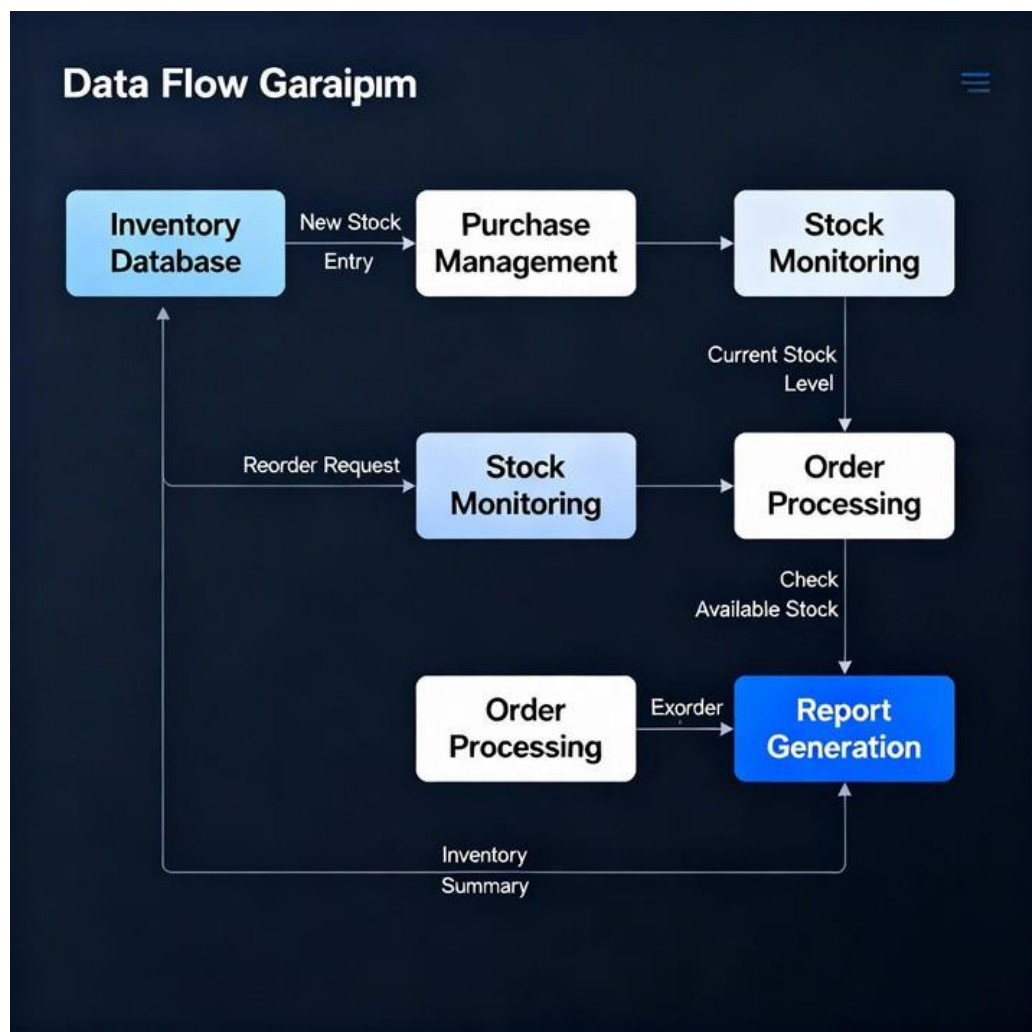 Data Flow Garaipım
Inventory
Database
New Stock
Entry
Purchase
Management
Stock
Monitoring
Current Stock
Level
Reorder Request
Stock
Monitoring
Order
Processing
Check
Available Stock
Order
Processing
Exorder
Report
Generation
Inventory
Summary